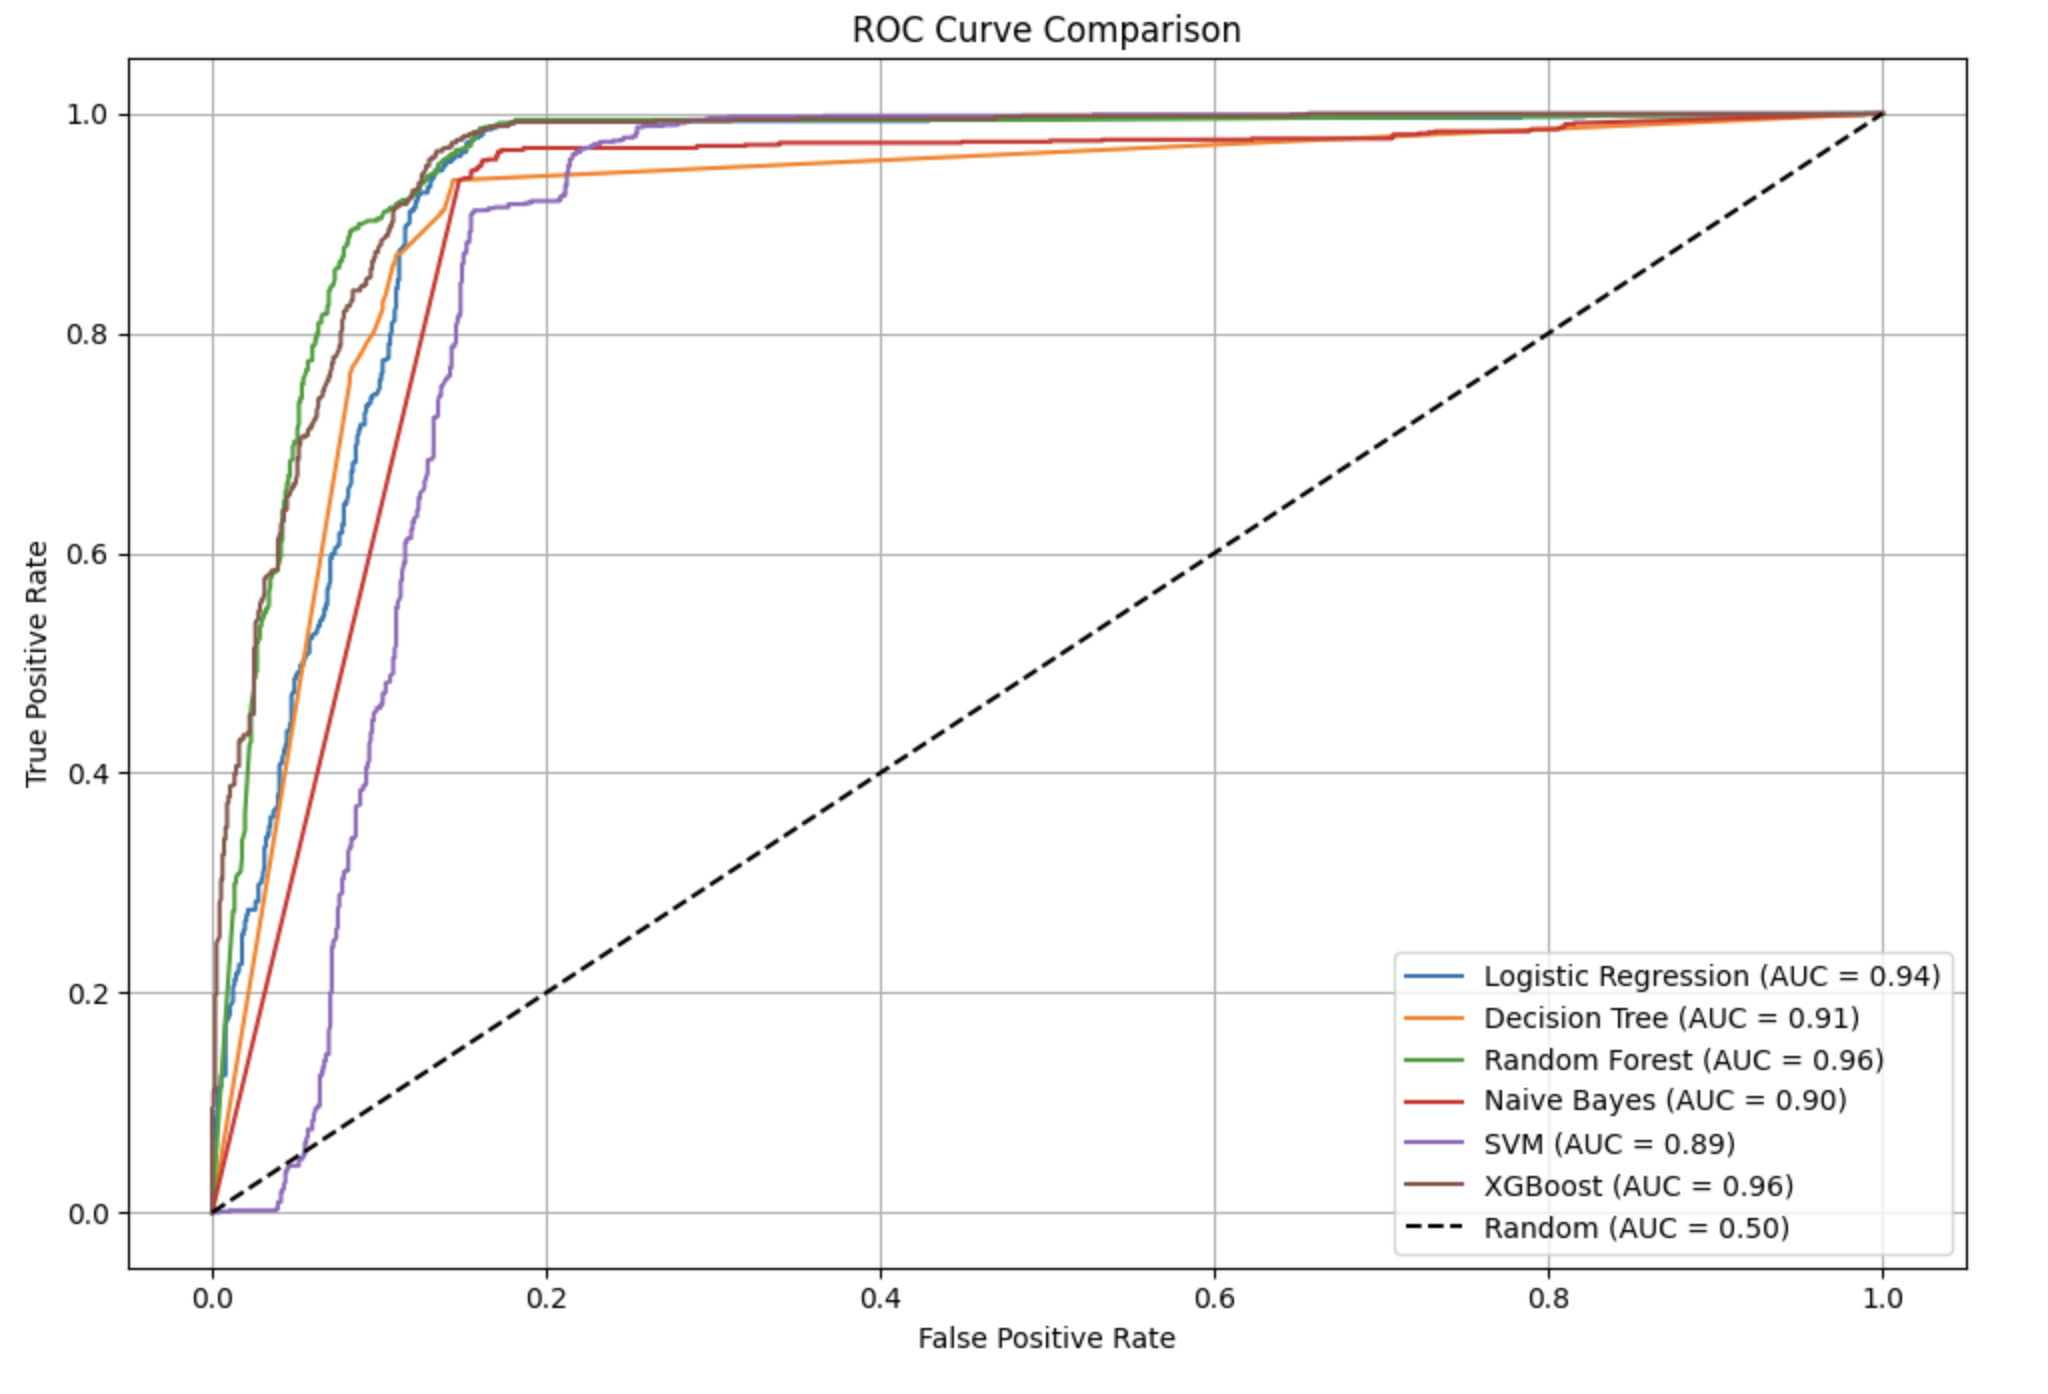 ROC Curve Comparison
True Positive Rate
1.0
0.8
0.6
0.4
0.2
0.0
0.0 0.2 0.4 0.6 0.8 1.0
False Positive Rate
Logistic Regression (AUC = 0.94)
Decision Tree (AUC = 0.91)
Random Forest (AUC = 0.96)
Naive Bayes (AUC = 0.90)
SVM (AUC = 0.89)
XGBoost (AUC = 0.96)
Random (AUC = 0.50)